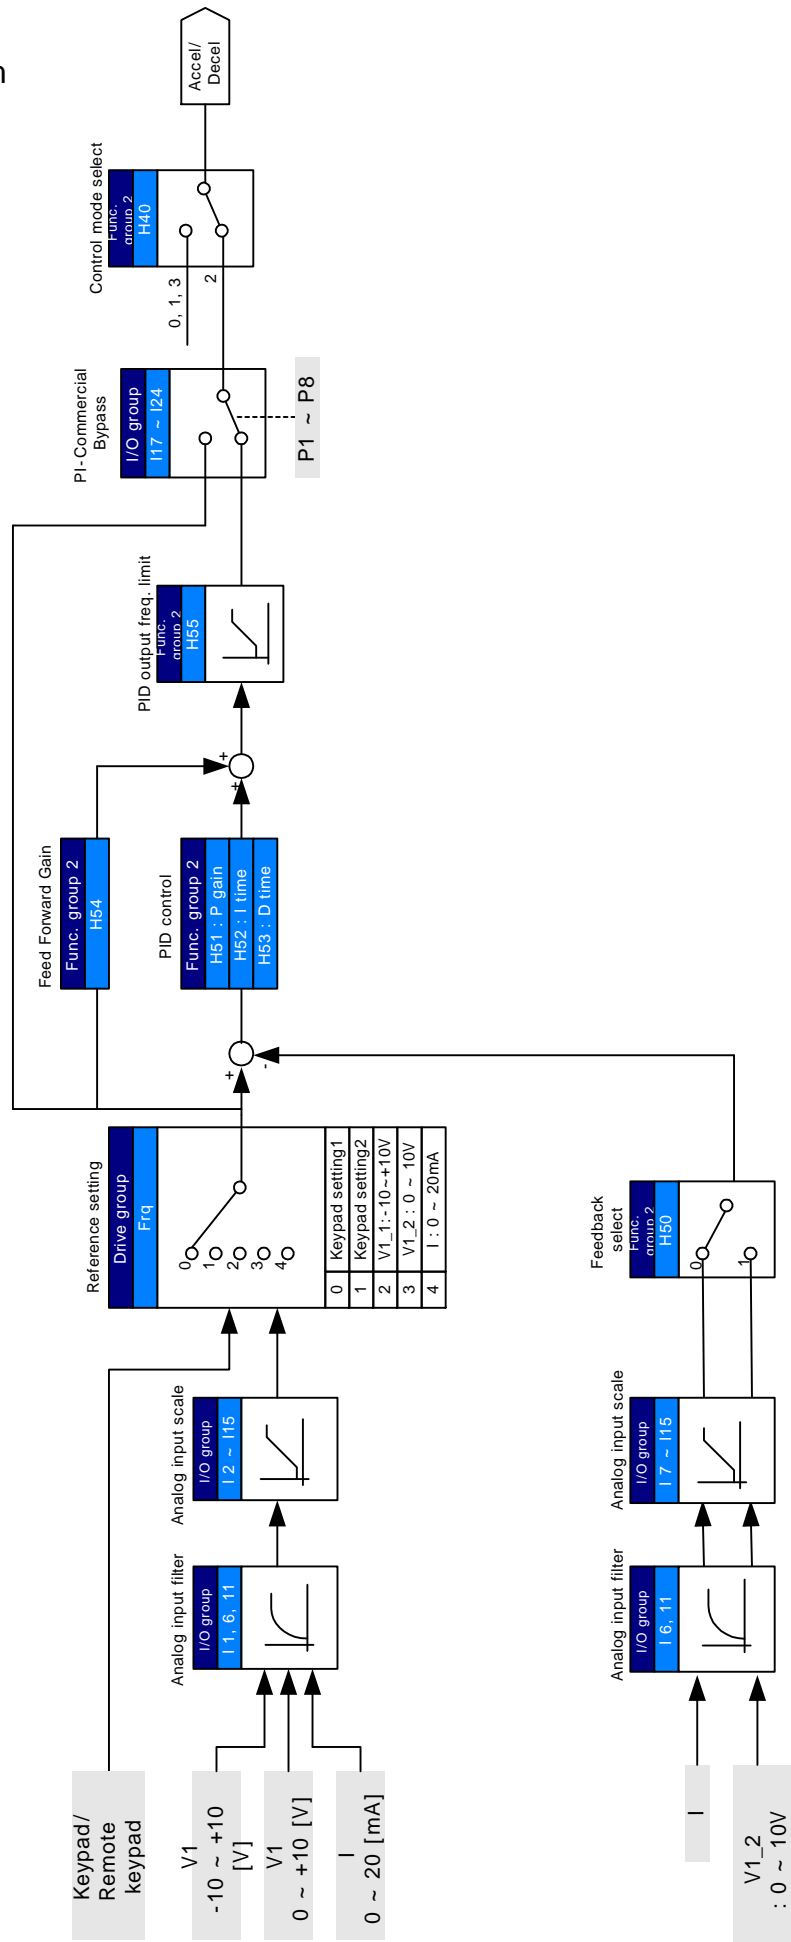 n
Keypad/
Remote
keypad
V1
-10 ~ +10
[V]
V1
0 ~ +10 [V]
I
0 ~ 20 [mA]
Analog input filter
I/O group
I 1, 6, 11
Analog input scale
I/O group
I 2 ~ I15
Reference setting
Drive group
Frq
0
1
2
3
4
0 Keypad setting1
1 Keypad setting2
2 V1_1:-10~+10V
3 V1_2 : 0 ~ 10V
4 I : 0 ~ 20mA
+
-
Feed Forward Gain
Func. group 2
H54
PID control
Func. group 2
H51 : P gain
H52 : I time
H53 : D time
+
+
PID output freq. limit
Func.
group 2
H55
PI-Commercial
Bypass
I/O group
I17 ~ I24
P1 ~ P8
Control mode select
Func.
group 2
H40
0, 1, 3
2
Accel/
Decel
I
V1_2
: 0 ~ 10V
Analog input filter
I/O group
I 6, 11
Analog input scale
I/O group
I 7 ~ I15
Feedback
select
Func.
group 2
H50
0
1